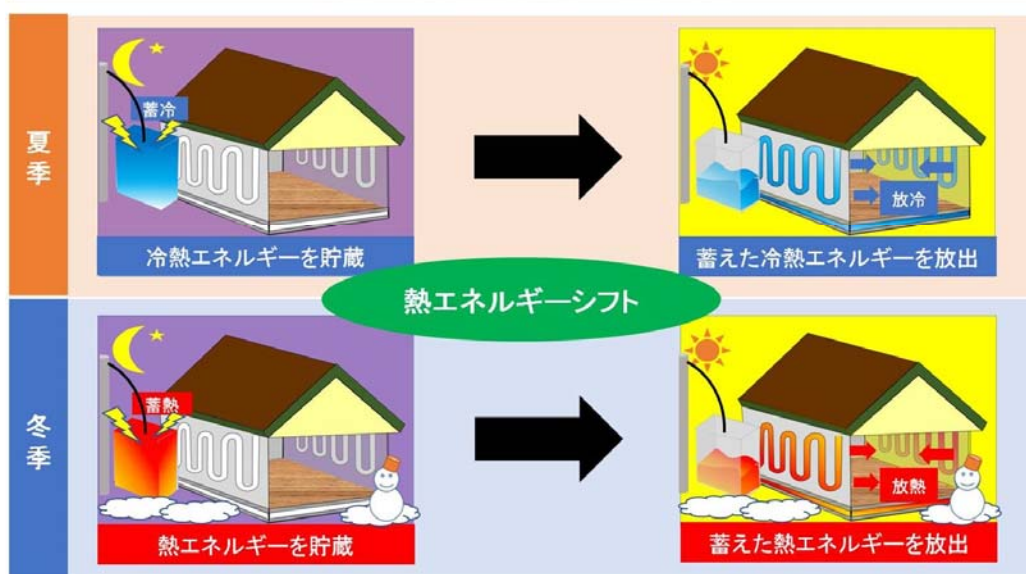 夏季
蓄冷
冷熱エネルギーを貯蔵
放冷
蓄えた冷熱エネルギーを放出
熱エネルギーシフト
冬季
蓄熱
熱エネルギーを貯蔵
放熱
蓄えた熱エネルギーを放出